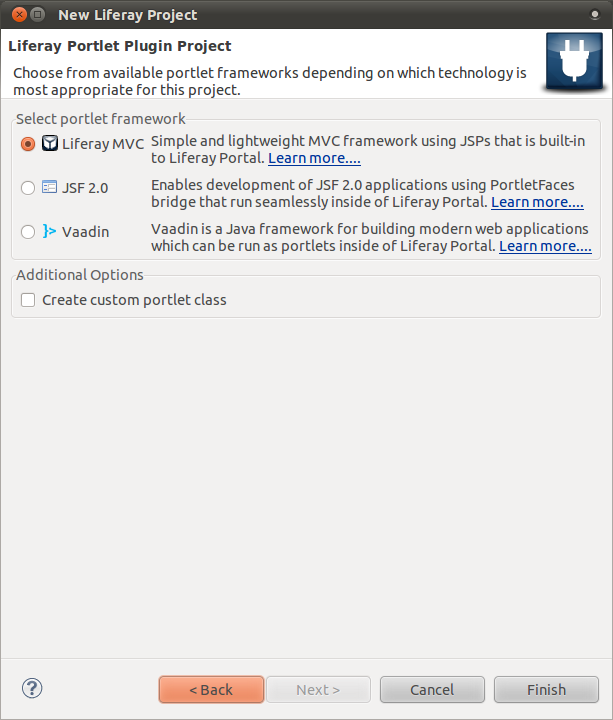 New Liferay Project
Liferay Portlet Plugin Project
Choose from available portlet frameworks depending on which technology is
most appropriate for this project.
Select portlet framework
Liferay MVC
Simple and lightweight MVC framework using JSPs that is built-in
to Liferay Portal. Learn more....
JSF 2.0
Enables development of JSF 2.0 applications using PortletFaces
bridge that run seamlessly inside of Liferay Portal. Learn more....
Vaadin
Vaadin is a Java framework for building modern web applications
which can be run as portlets inside of Liferay Portal. Learn more....
Additional Options
Create custom portlet class
?
< Back
Next >
Cancel
Finish